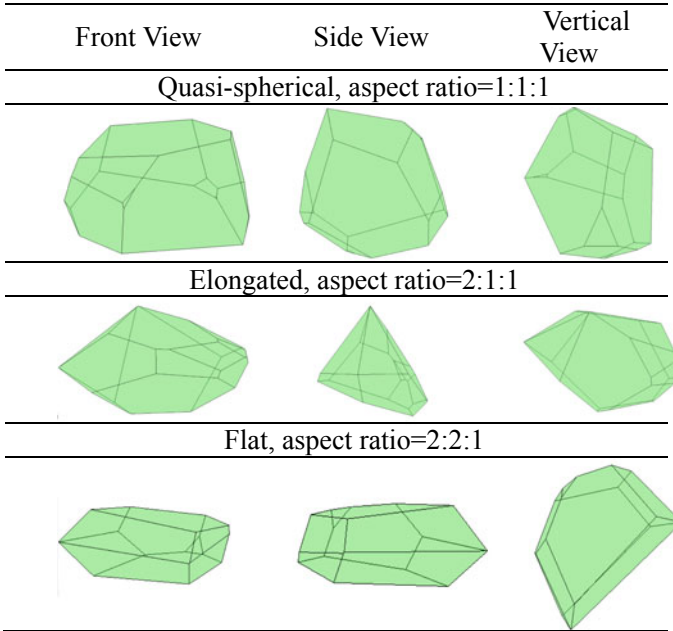 Front View Side View Vertical
View
Quasi-spherical, aspect ratio=1:1:1
Elongated, aspect ratio=2:1:1
Flat, aspect ratio=2:2:1